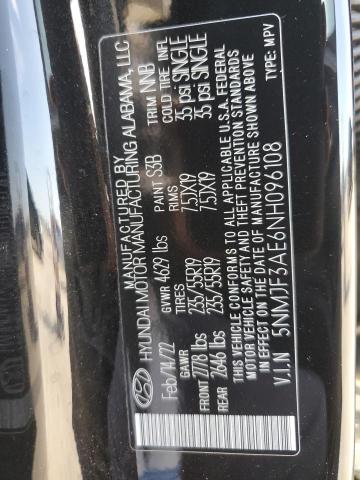 MANUFACTURED BY
HYUNDAI MOTOR MANUFACTURING ALABAMA, LLC
Feb/14/22 GVWR 4629 lbs PAINT S3B TRIM NNB
GAWR TIRES RIMS COLD TIRE INFL
FRONT 2778 lbs 235/55R19 7.5JX19 35 psi SINGLE
REAR 2646 lbs 235/55R19 7.5JX19 35 psi SINGLE
THIS VEHICLE CONFORMS TO ALL APPLICABLE U.S.A. FEDERAL
MOTOR VEHICLE SAFETY, BUMPER, AND THEFT PREVENTION STANDARDS
IN EFFECT ON THE DATE OF MANUFACTURE SHOWN ABOVE.
V.I.N 5NMJF3AE6NH096108 TYPE: MPV